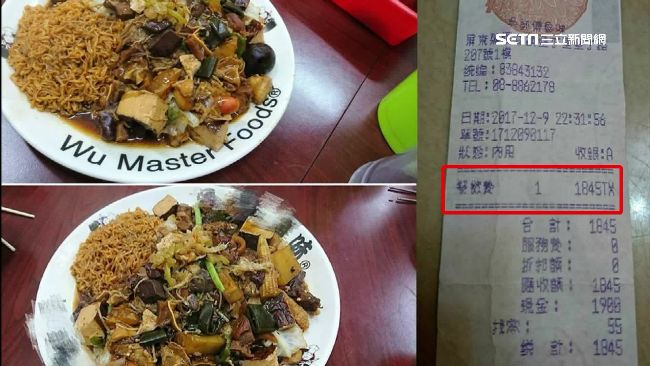 Wu Master Foods®
味
SETN三立新聞網
屏東
207號1樓
統編：83843132
TEL：08-8862178
日期：2017-12-9 22:31:56
單號：1712090117
狀態：內用 收銀：A
餐飲費 1 1845TX
合計：1845
服務費：0
折扣額：0
應收額：1845
現金：1900
找零：55
總計：1845